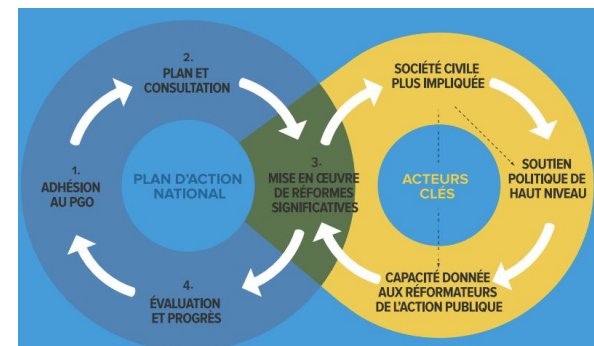 2.
PLAN ET
CONSULTATION
1.
ADHÉSION
AU PGO
PLAN D'ACTION
NATIONAL
3.
MISE EN ŒUVRE
DE RÉFORMES
SIGNIFICATIVES
4.
ÉVALUATION
ET PROGRÈS
SOCIÉTÉ CIVILE
PLUS IMPLIQUÉE
ACTEURS
CLÉS
SOUTIEN
POLITIQUE DE
HAUT NIVEAU
CAPACITÉ DONNÉE
AUX RÉFORMATEURS
DE L'ACTION PUBLIQUE